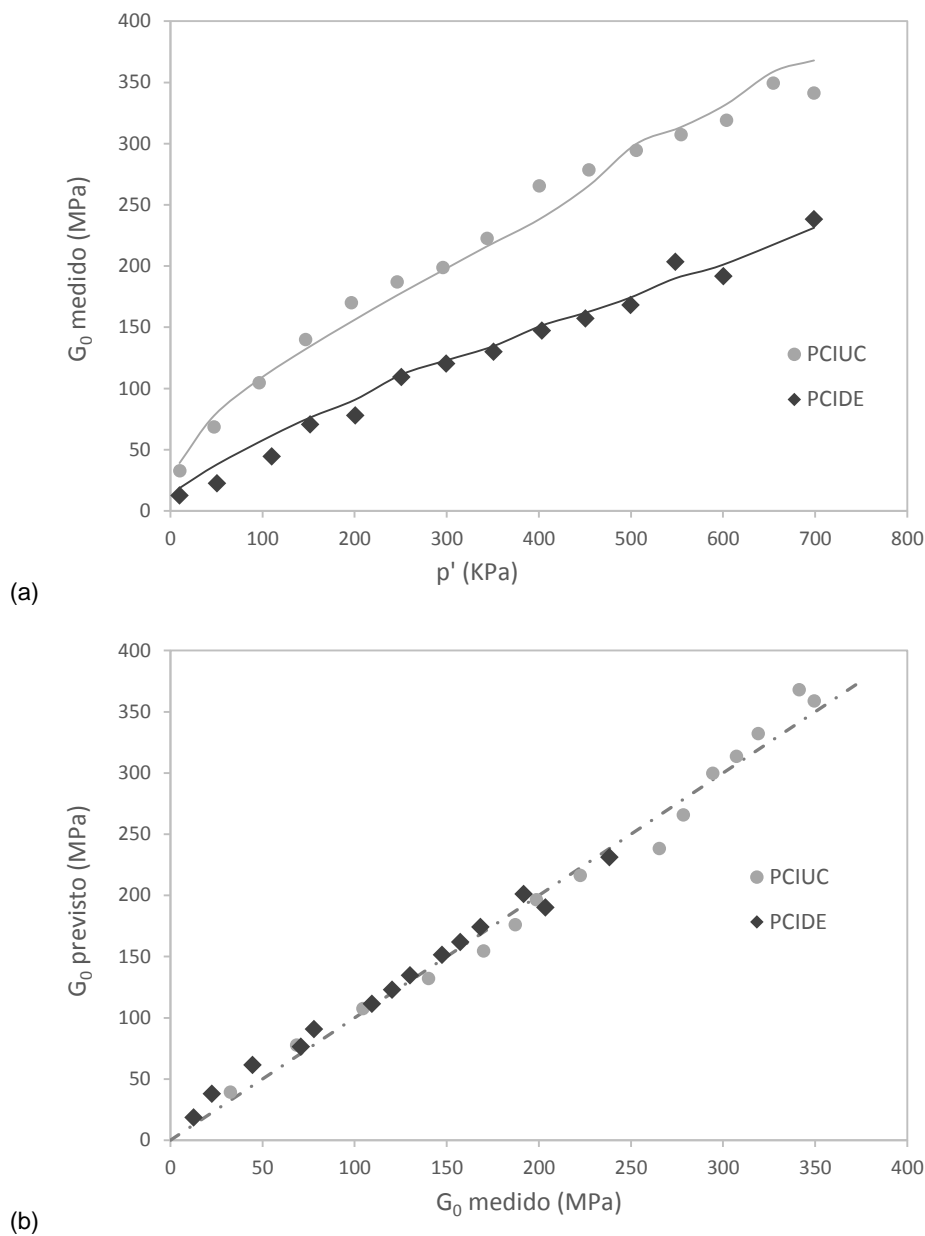 400
350
300
250
200
150
100
50
0
G₀ medido (MPa)
PCIUC
PCIDE
0 100 200 300 400 500 600 700 800
p' (KPa)
(a)
400
350
300
250
200
150
100
50
0
G₀ previsto (MPa)
PCIUC
PCIDE
0 50 100 150 200 250 300 350 400
G₀ medido (MPa)
(b)